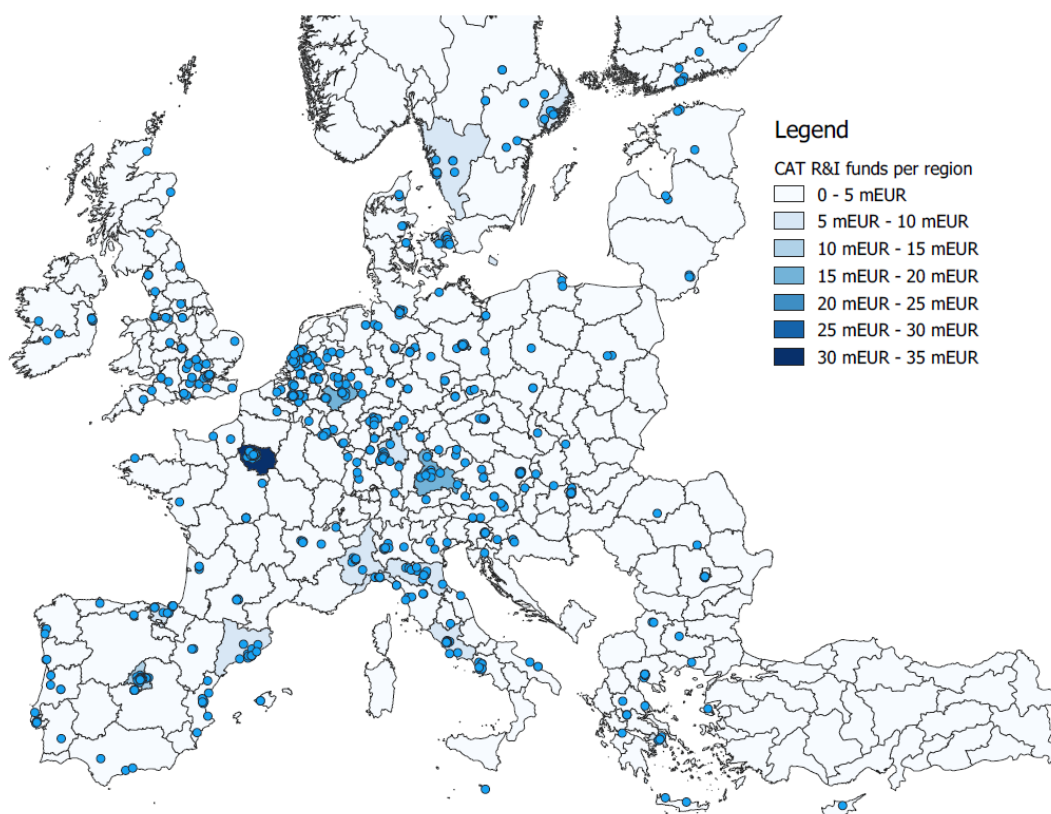 Legend
CAT R&I funds per region
0 - 5 mEUR
5 mEUR - 10 mEUR
10 mEUR - 15 mEUR
15 mEUR - 20 mEUR
20 mEUR - 25 mEUR
25 mEUR - 30 mEUR
30 mEUR - 35 mEUR